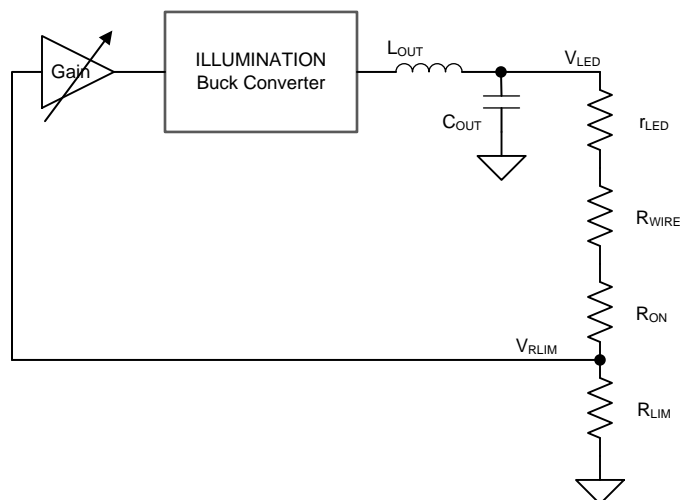 Gain
ILLUMINATION
Buck Converter
LOUT
VLED
COUT
rLED
RWIRE
RON
VRLIM
RLIM